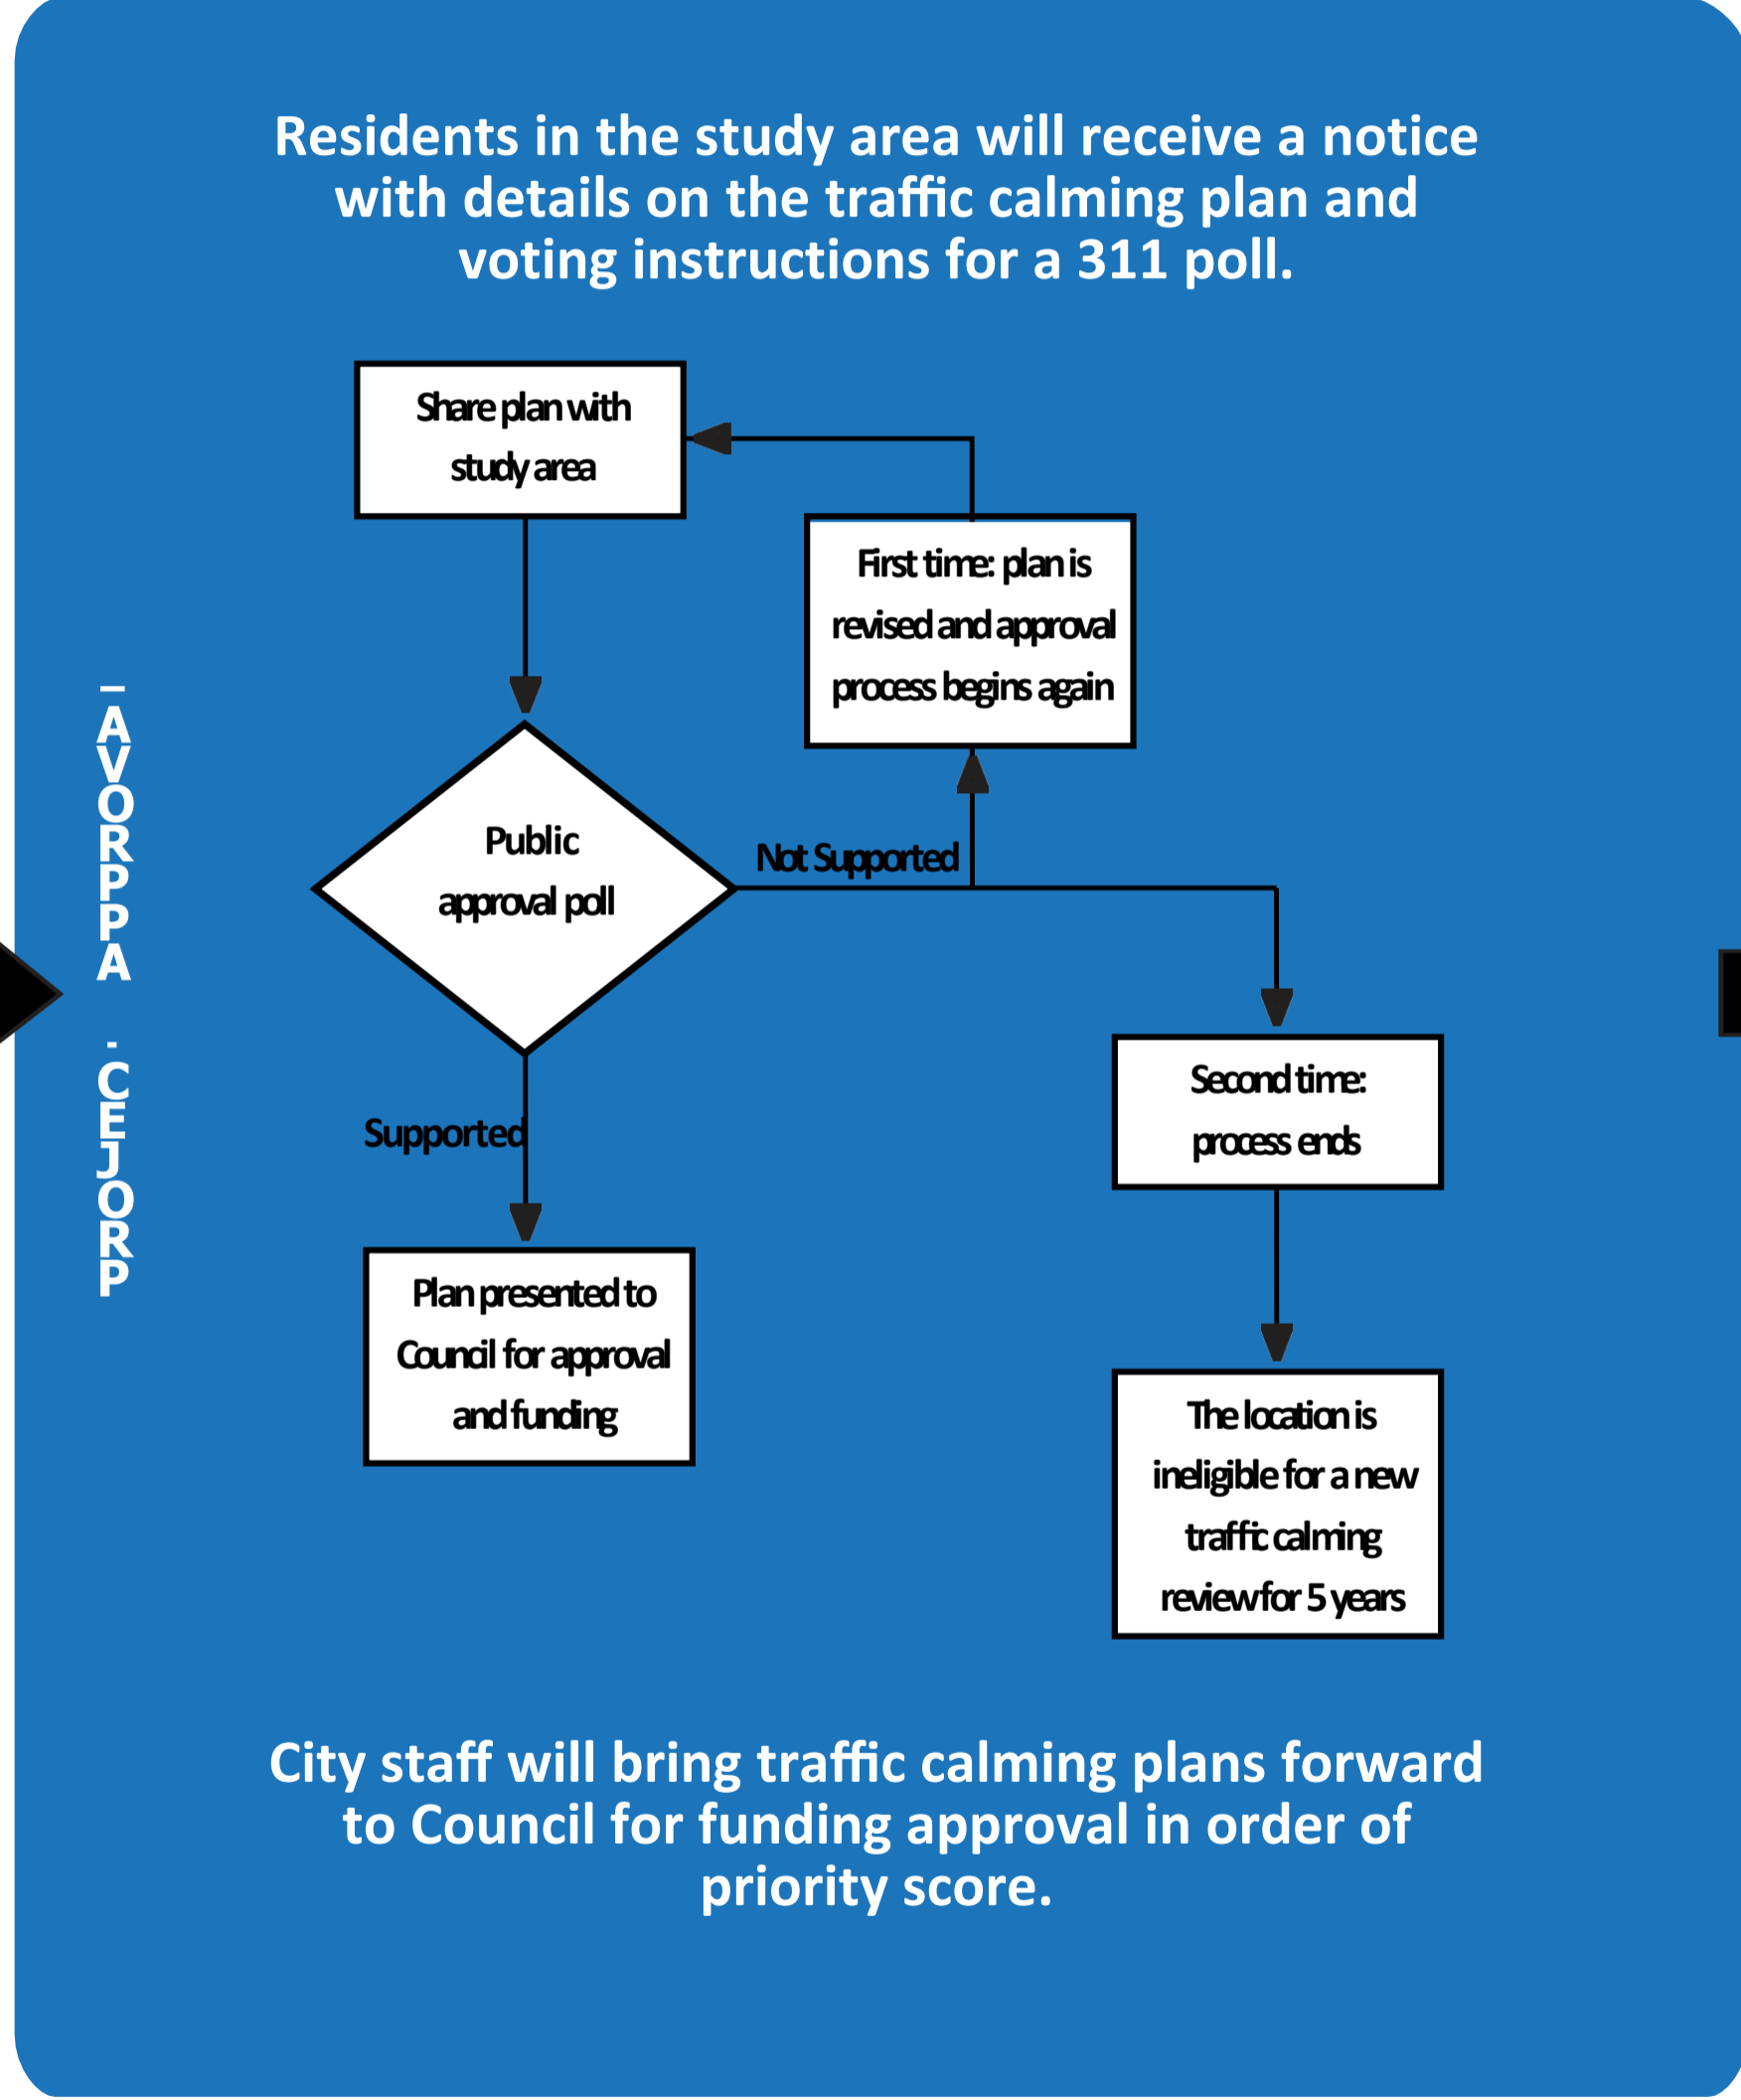 Residents in the study area will receive a notice
with details on the traffic calming plan and
voting instructions for a 311 poll.
Share plan with
study area
First time: plan is
revised and approval
process begins again
Public
approval poll
Not Supported
Supported
Second time:
process ends
Plan presented to
Council for approval
and funding
The location is
ineligible for a new
traffic calming
review for 5 years
City staff will bring traffic calming plans forward
to Council for funding approval in order of
priority score.
PROJEC. APPROVA_